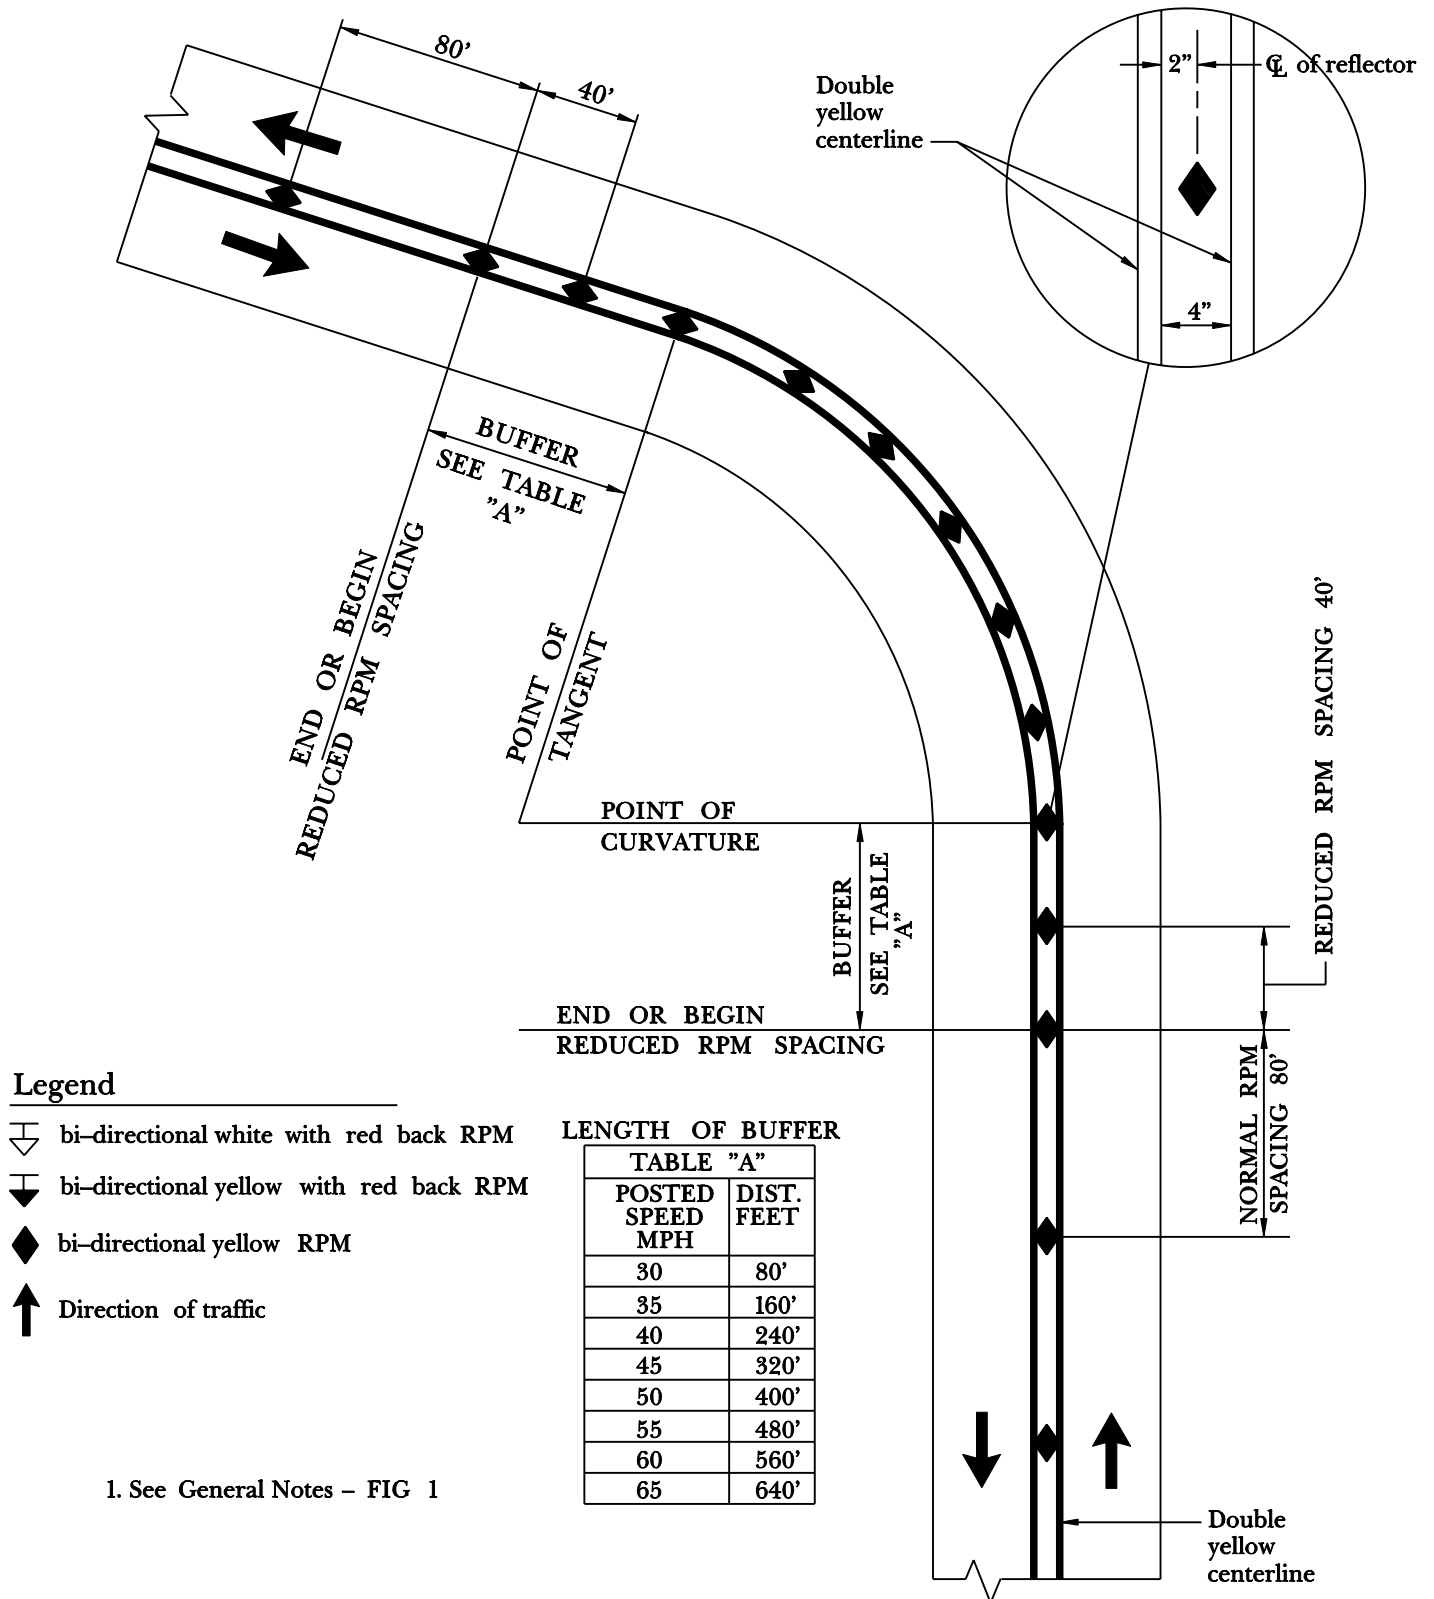 80’
40’
Double
yellow
centerline
2”
℄ of reflector
4”
BUFFER
SEE TABLE
”A”
END OR BEGIN
REDUCED RPM SPACING
POINT OF
TANGENT
POINT OF
CURVATURE
BUFFER
SEE TABLE
”A”
REDUCED RPM SPACING 40’
END OR BEGIN
REDUCED RPM SPACING
NORMAL RPM
SPACING 80’
Legend
bi–directional white with red back RPM
bi–directional yellow with red back RPM
bi–directional yellow RPM
Direction of traffic
1. See General Notes – FIG 1
LENGTH OF BUFFER
TABLE ”A”
POSTED SPEED MPH DIST. FEET
30 80’
35 160’
40 240’
45 320’
50 400’
55 480’
60 560’
65 640’
Double
yellow
centerline